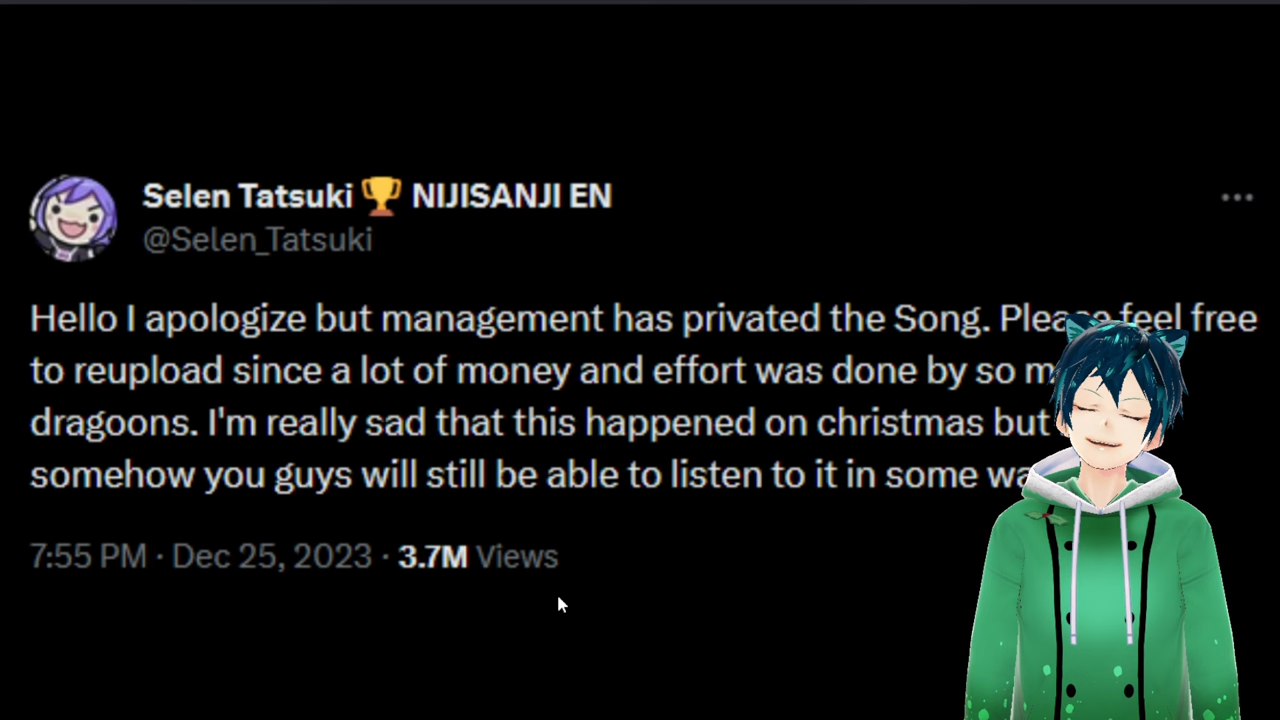 Selen Tatsuki 🏆 NIJISANJI EN
@Selen_Tatsuki
Hello I apologize but management has privated the Song. feel free
to reupload since a lot of money and effort was done by so
dragoons. I'm really sad that this happened on christmas but
somehow you guys will still be able to listen to it in some
7:55 PM · Dec 25, 2023 · 3.7M Views